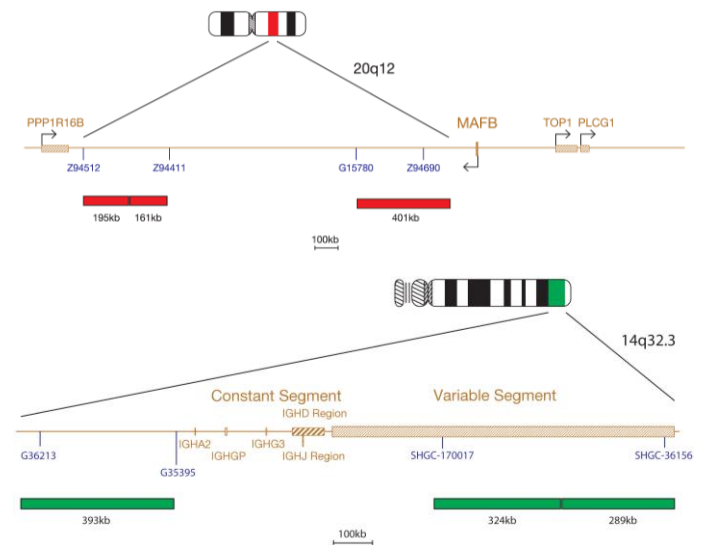 20q12
PPP1R16B
MAFB
TOP1 PLCG1
Z94512
Z94411
G15780
Z94690
195kb
161kb
401kb
100kb
14q32.3
Constant Segment
Variable Segment
IGHD Region
IGHA2
IGHG3
IGHGP
IGHJ Region
G36213
G35395
SHGC-170017
SHGC-36156
393kb
324kb
289kb
100kb